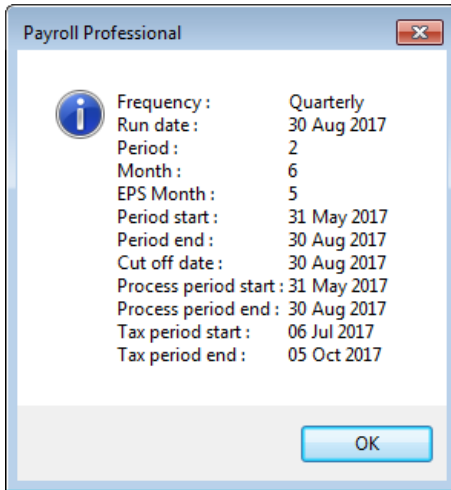 Payroll Professional
Frequency : Quarterly
Run date : 30 Aug 2017
Period : 2
Month : 6
EPS Month : 5
Period start : 31 May 2017
Period end : 30 Aug 2017
Cut off date : 30 Aug 2017
Process period start : 31 May 2017
Process period end : 30 Aug 2017
Tax period start : 06 Jul 2017
Tax period end : 05 Oct 2017
OK